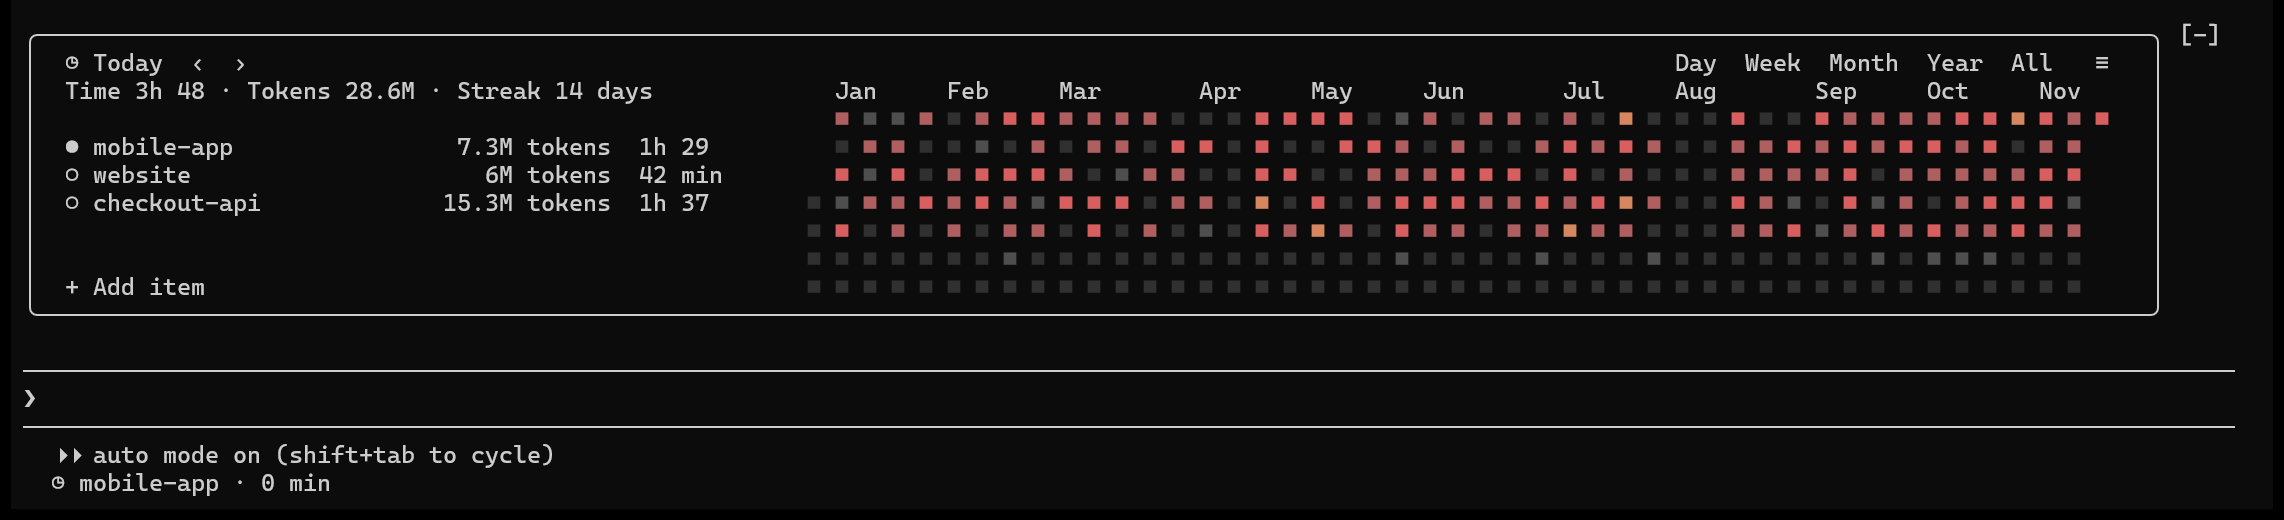 [−]
◔ Today ‹ › Day Week Month Year All ≡
Time 3h 48 · Tokens 28.6M · Streak 14 days Jan Feb Mar Apr May Jun Jul Aug Sep Oct Nov
● mobile−app 7.3M tokens 1h 29
○ website 6M tokens 42 min
○ checkout−api 15.3M tokens 1h 37
+ Add item
❯
⏵⏵ auto mode on (shift+tab to cycle)
◔ mobile−app · 0 min